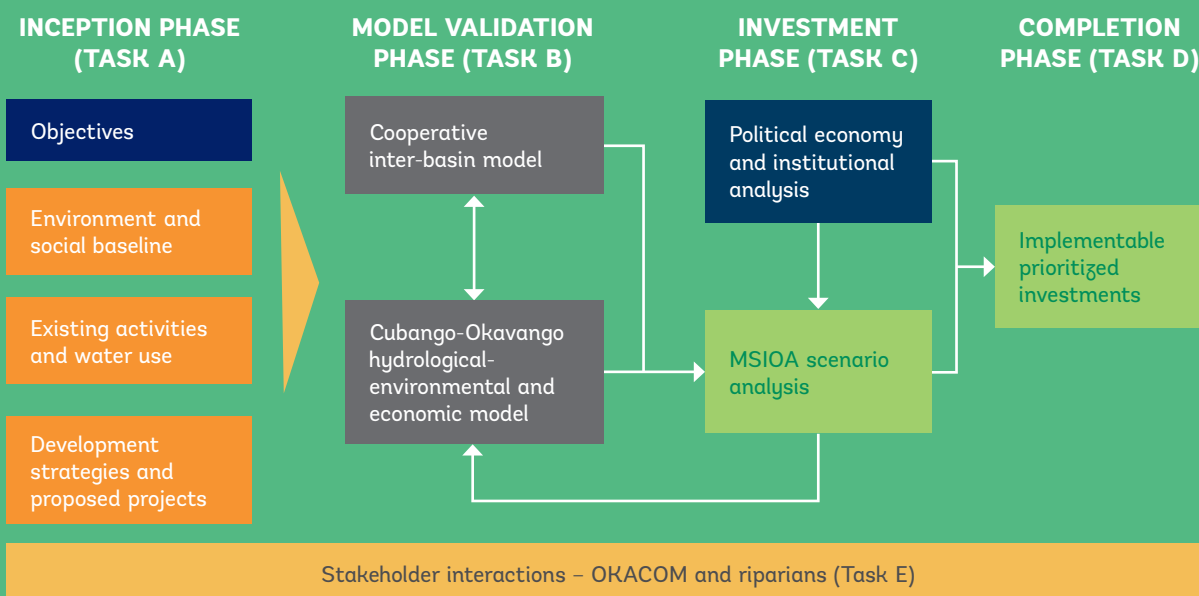 INCEPTION PHASE
(TASK A)
Objectives
Environment and
social baseline
Existing activities
and water use
Development
strategies and
proposed projects
MODEL VALIDATION
PHASE (TASK B)
Cooperative
inter-basin model
Cubango-Okavango
hydrological-
environmental and
economic model
INVESTMENT
PHASE (TASK C)
Political economy
and institutional
analysis
MSIOA scenario
analysis
COMPLETION
PHASE (TASK D)
Implementable
prioritized
investments
Stakeholder interactions – OKACOM and riparians (Task E)